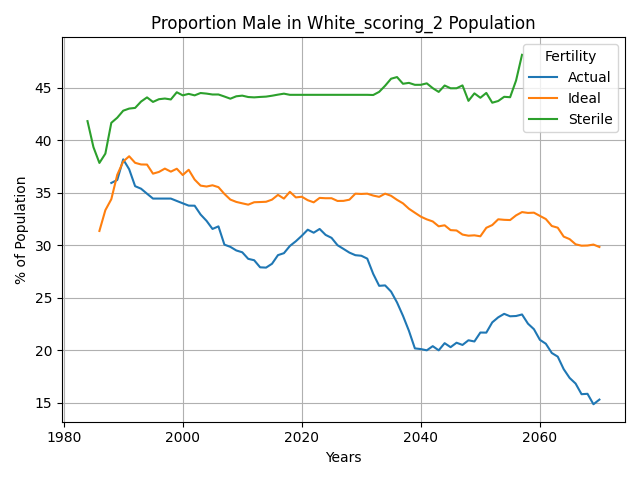 Proportion Male in White_scoring_2 Population
% of Population
45
40
35
30
25
20
15
1980
2000
2020
2040
2060
Years
Fertility
Actual
Ideal
Sterile